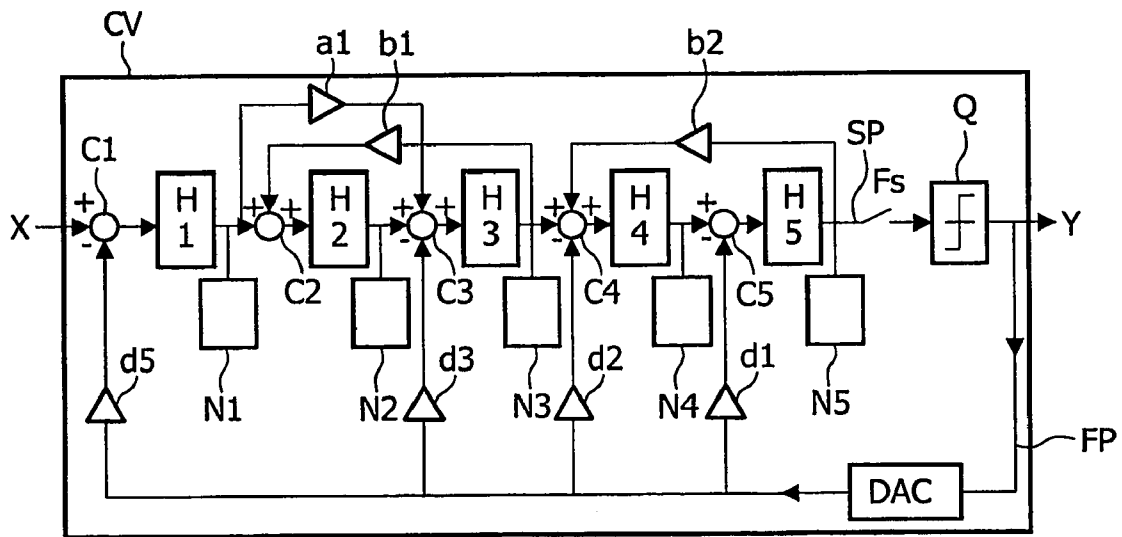 CV
a1
b1
b2
Q
SP
Fs
C1
X
+
-
H
1
+
+
H
2
+
-
+
H
3
+
-
+
H
4
+
-
H
5
Y
C2
C3
C4
C5
d5
N1
N2
d3
N3
d2
N4
d1
N5
FP
DAC